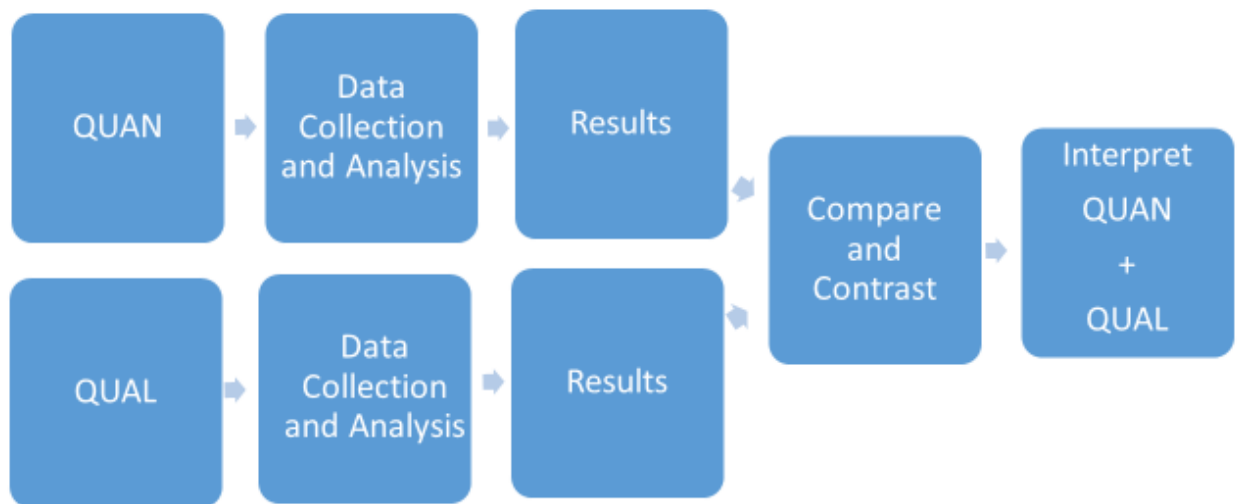 QUAN
Data
Collection
and Analysis
Results
QUAL
Data
Collection
and Analysis
Results
Compare
and
Contrast
Interpret
QUAN
+
QUAL